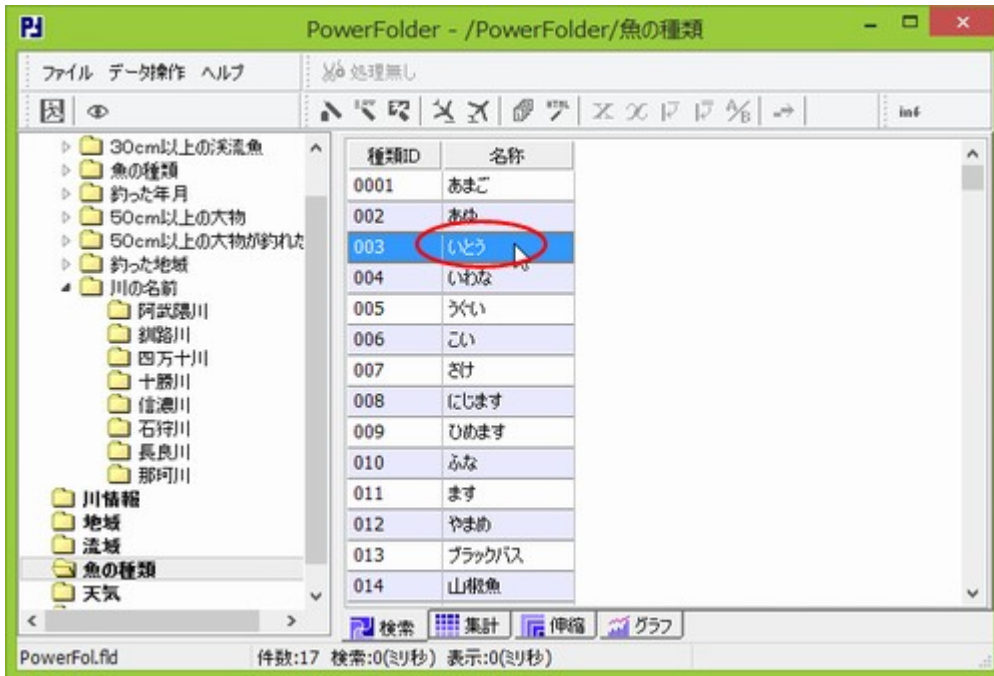 PowerFolder - /PowerFolder/魚の種類
ファイル データ操作 ヘルプ 処理無し
inf
30cm以上の渓流魚
魚の種類
釣った年月
50cm以上の大物
50cm以上の大物が釣れた
釣った地域
川の名前
阿武隈川
釧路川
四万十川
十勝川
信濃川
石狩川
長良川
那珂川
川情報
地域
流域
魚の種類
天気
種類ID 名称
0001 あまご
002 あゆ
003 いとう
004 いわな
005 うぐい
006 こい
007 さけ
008 にじます
009 ひめます
010 ふな
011 ます
012 やまめ
013 ブラックバス
014 山椒魚
検索 集計 伸縮 グラフ
PowerFol.fld 件数:17 検索:0(ミリ秒) 表示:0(ミリ秒)